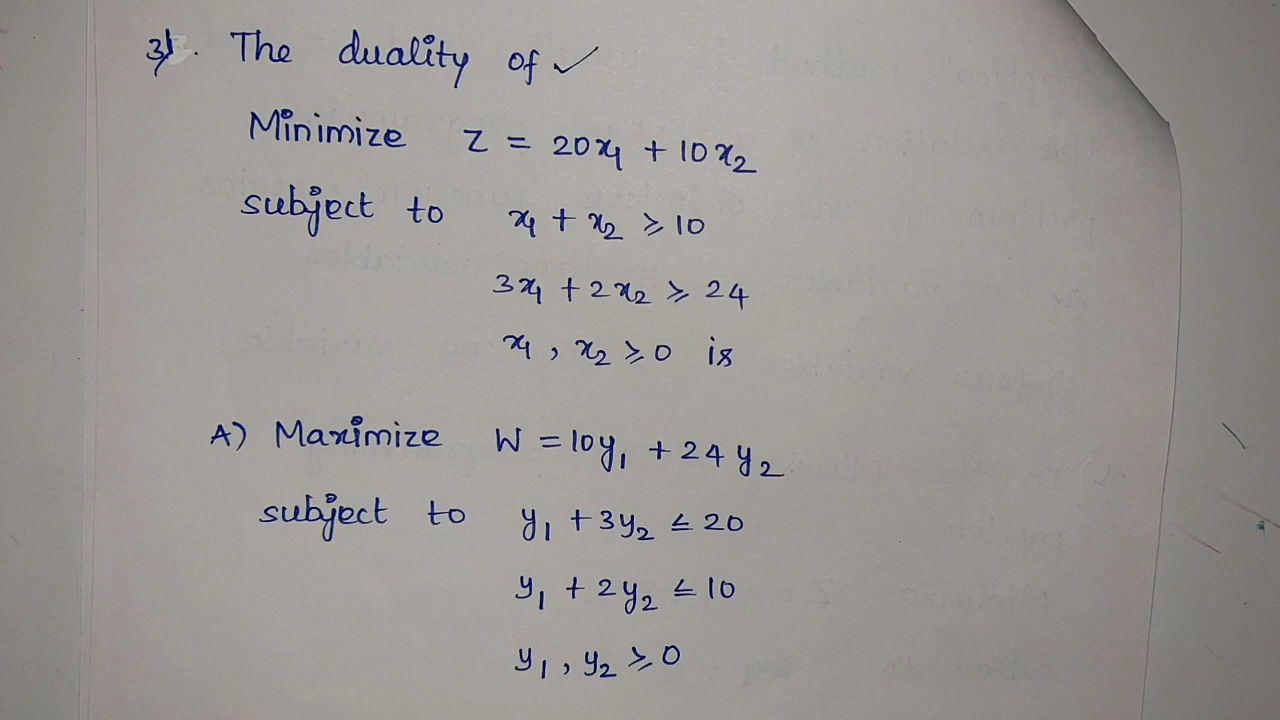 3). The duality of ✓
Minimize Z = 20x₁ + 10x₂
subject to x₁ + x₂ ≥ 10
3x₁ + 2x₂ ≥ 24
x₁, x₂ ≥ 0 is
A) Maximize W = 10y₁ + 24y₂
subject to y₁ + 3y₂ ≤ 20
y₁ + 2y₂ ≤ 10
y₁, y₂ ≥ 0